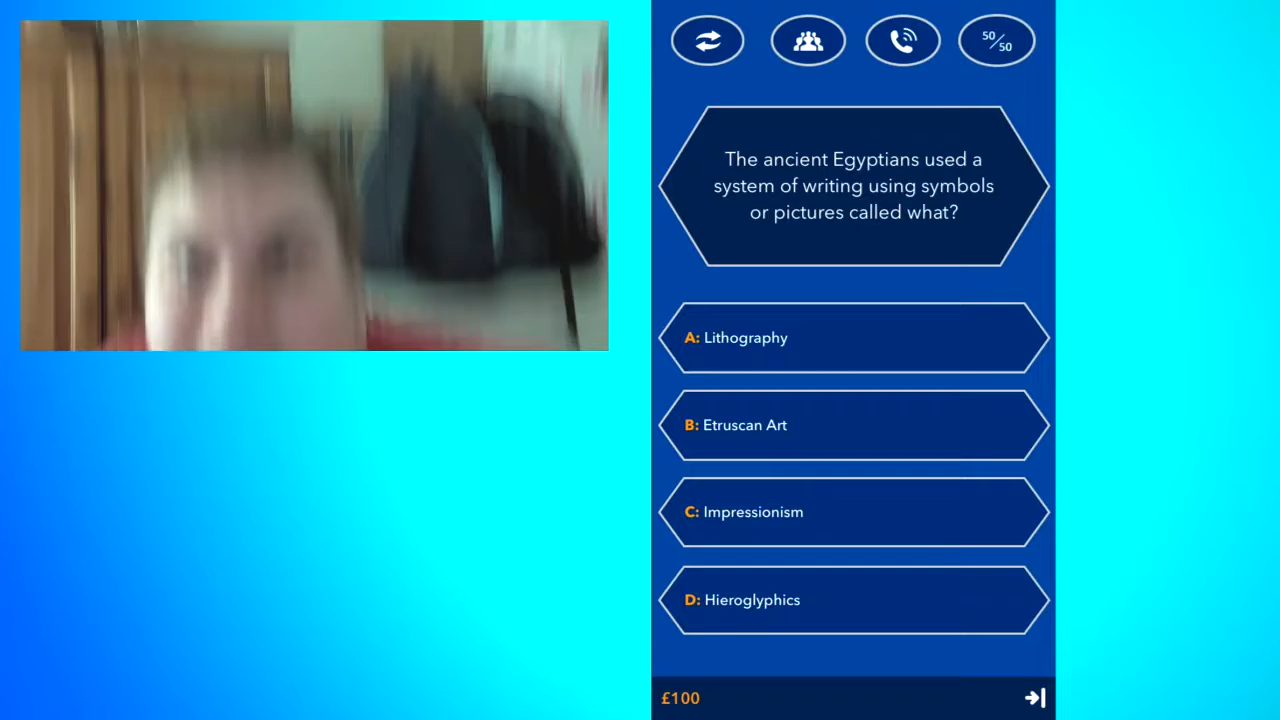 50/50
The ancient Egyptians used a
system of writing using symbols
or pictures called what?
A: Lithography
B: Etruscan Art
C: Impressionism
D: Hieroglyphics
£100